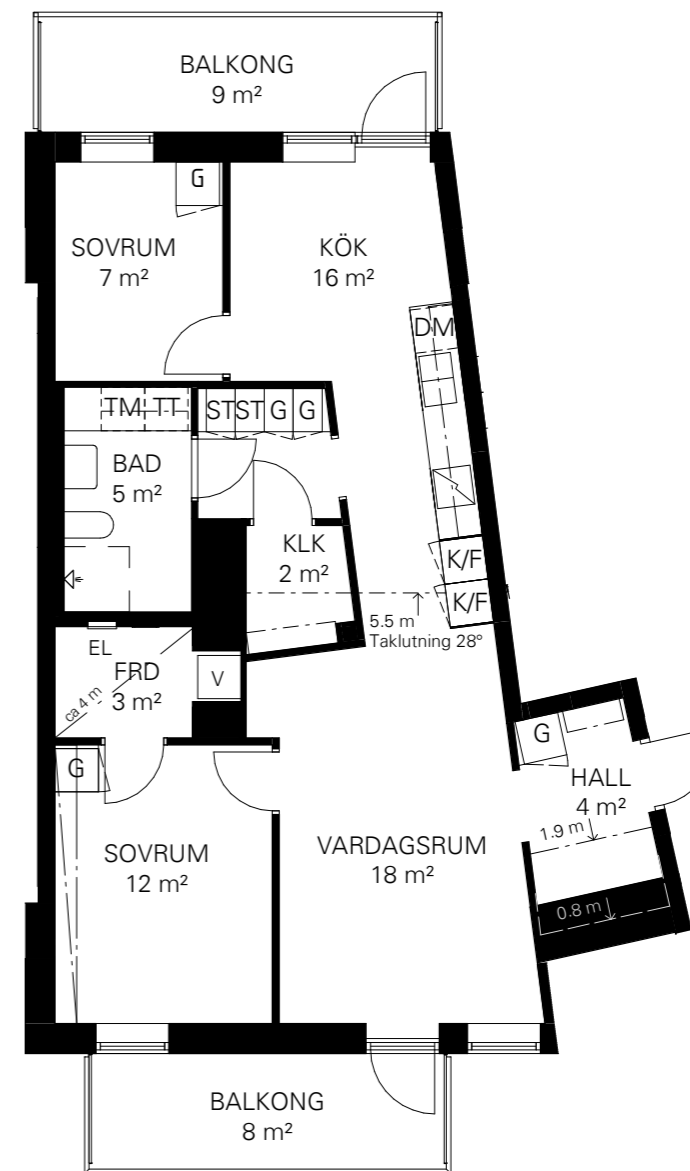 BALKONG
9 m²
G
SOVRUM
7 m²
KÖK
16 m²
DM
TM TT
ST ST G G
BAD
5 m²
KLK
2 m²
K/F
K/F
5.5 m
Taklutning 28°
EL
FRD
3 m²
ca 4 m
V
G
G
HALL
4 m²
1.9 m
SOVRUM
12 m²
VARDAGSRUM
18 m²
0.8 m
BALKONG
8 m²